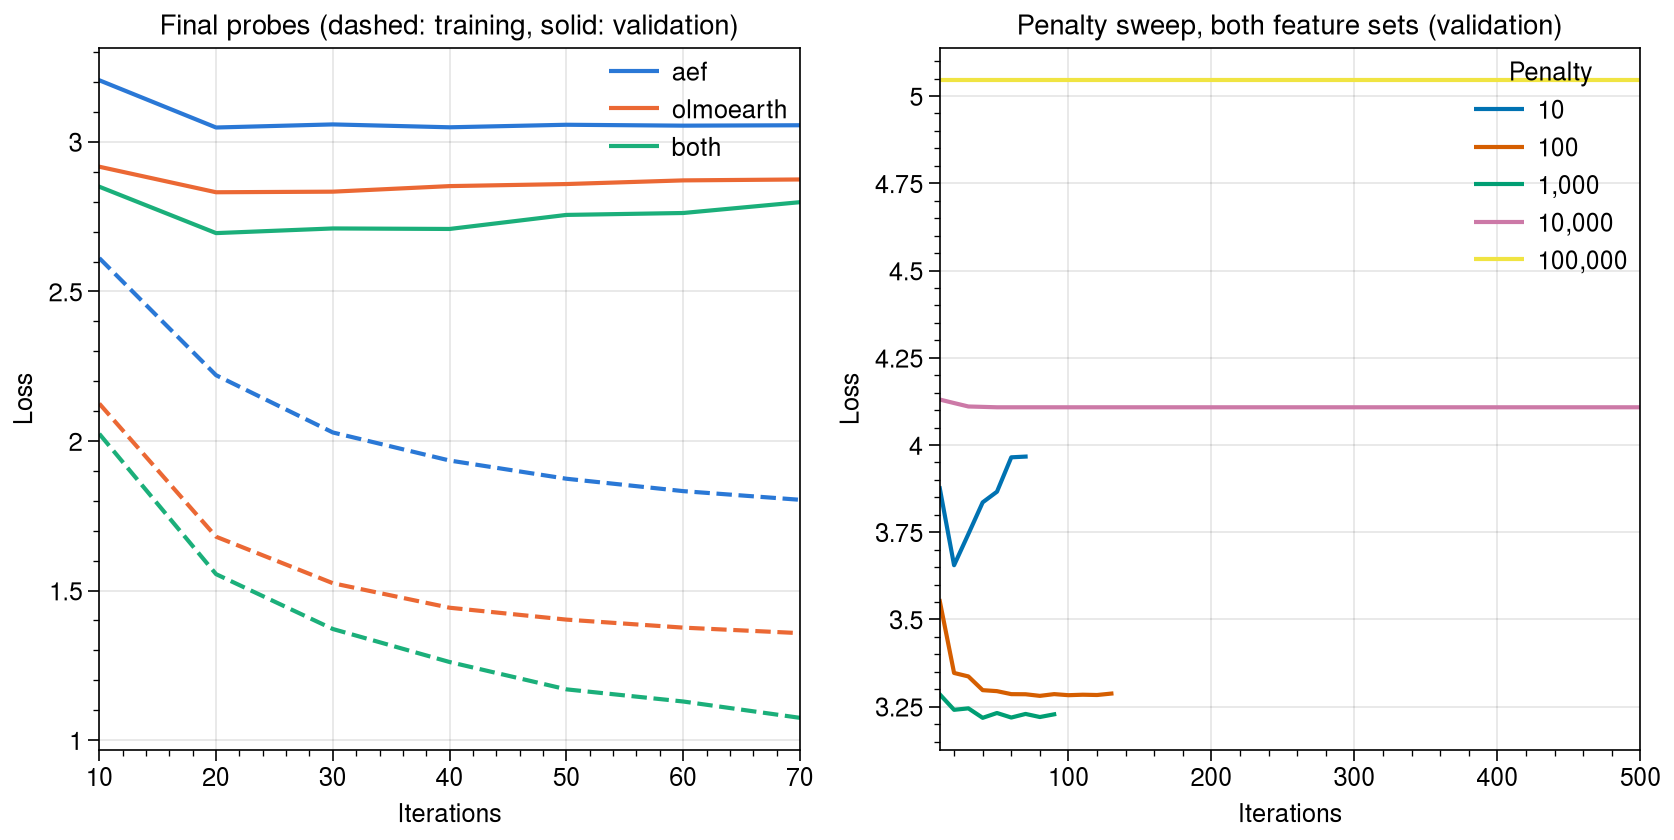 Final probes (dashed: training, solid: validation)
aef
olmoearth
both
3
2.5
2
1.5
1
Loss
10 20 30 40 50 60 70
Iterations
Penalty sweep, both feature sets (validation)
Penalty
10
100
1,000
10,000
100,000
5
4.75
4.5
4.25
4
3.75
3.5
3.25
Loss
100 200 300 400 500
Iterations